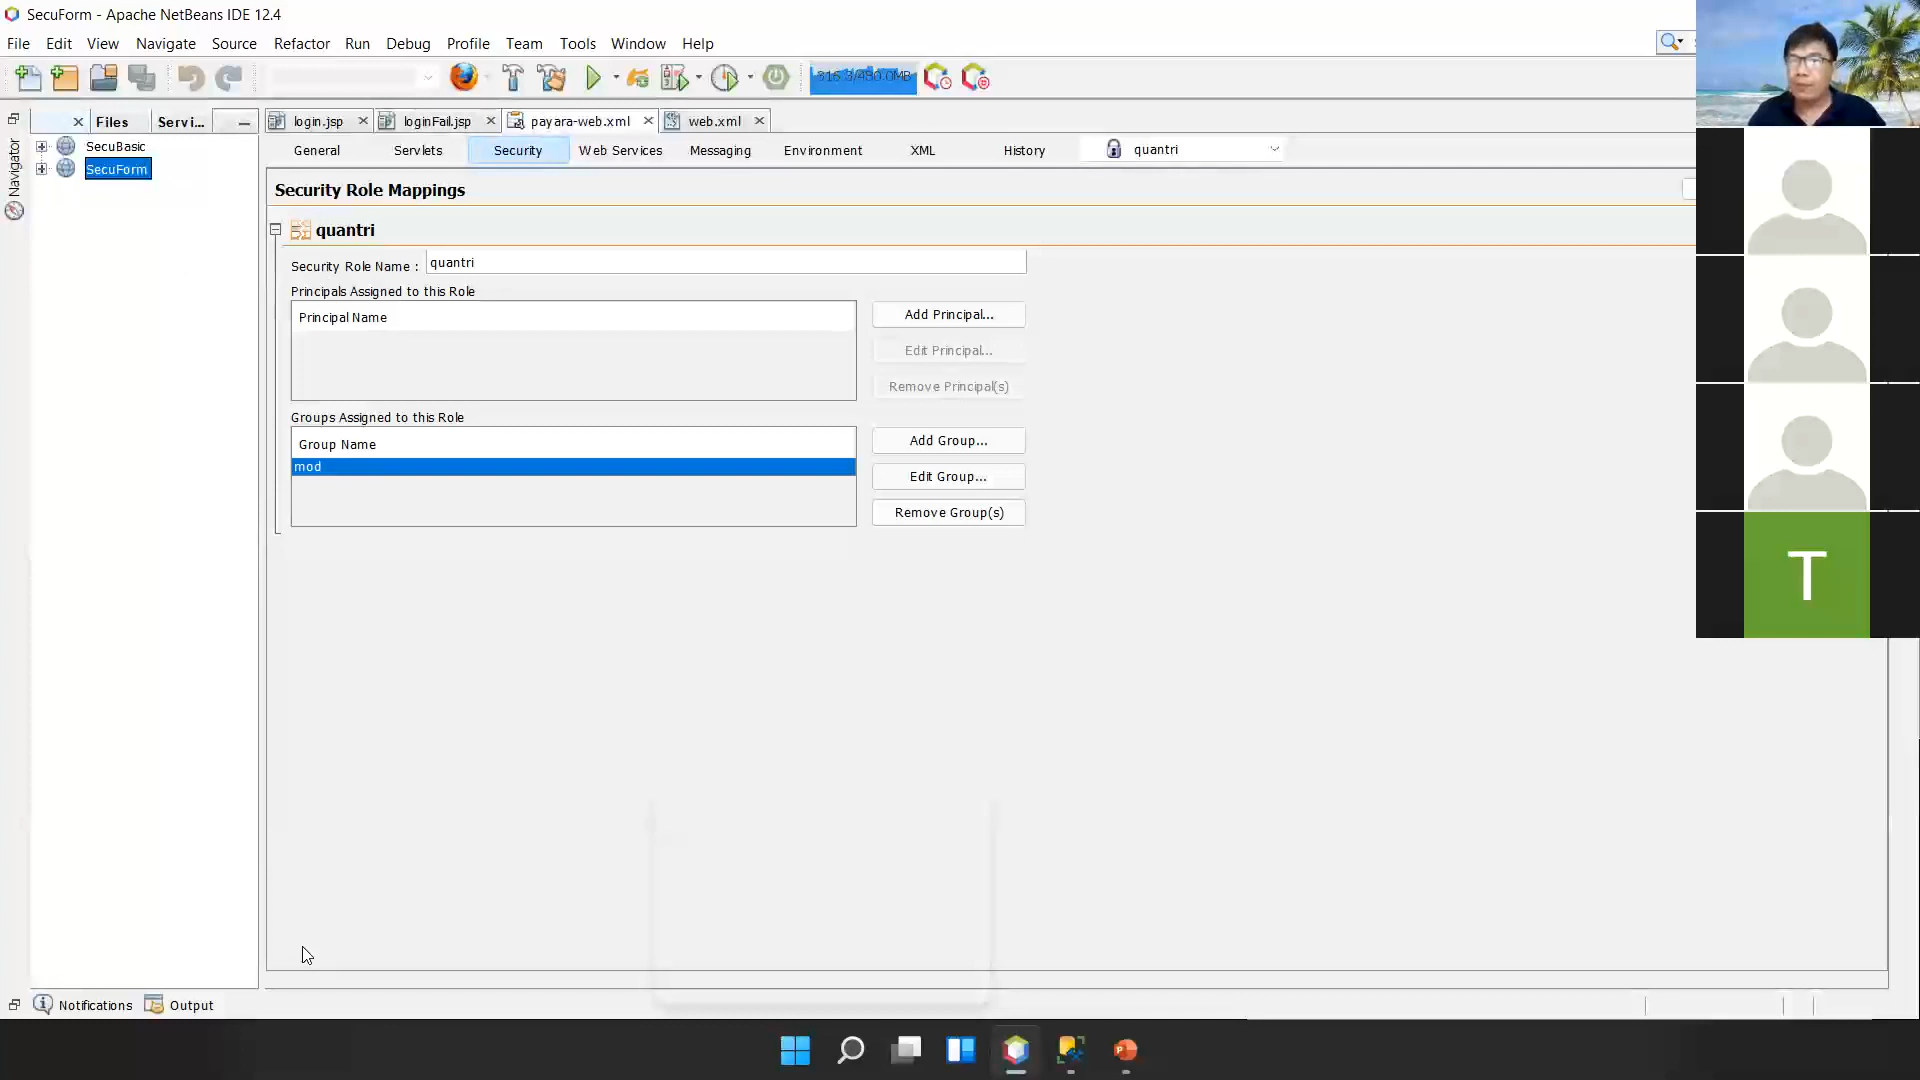 SecuForm - Apache NetBeans IDE 12.4
File Edit View Navigate Source Refactor Run Debug Profile Team Tools Window Help
Files Servi...
login.jsp loginFail.jsp payara-web.xml web.xml
General Servlets Security Web Services Messaging Environment XML History quantri
Navigator
SecuBasic
SecuForm
Security Role Mappings
quantri
Security Role Name : quantri
Principals Assigned to this Role
Principal Name
Add Principal...
Edit Principal...
Remove Principal(s)
Groups Assigned to this Role
Group Name
mod
Add Group...
Edit Group...
Remove Group(s)
T
Notifications Output